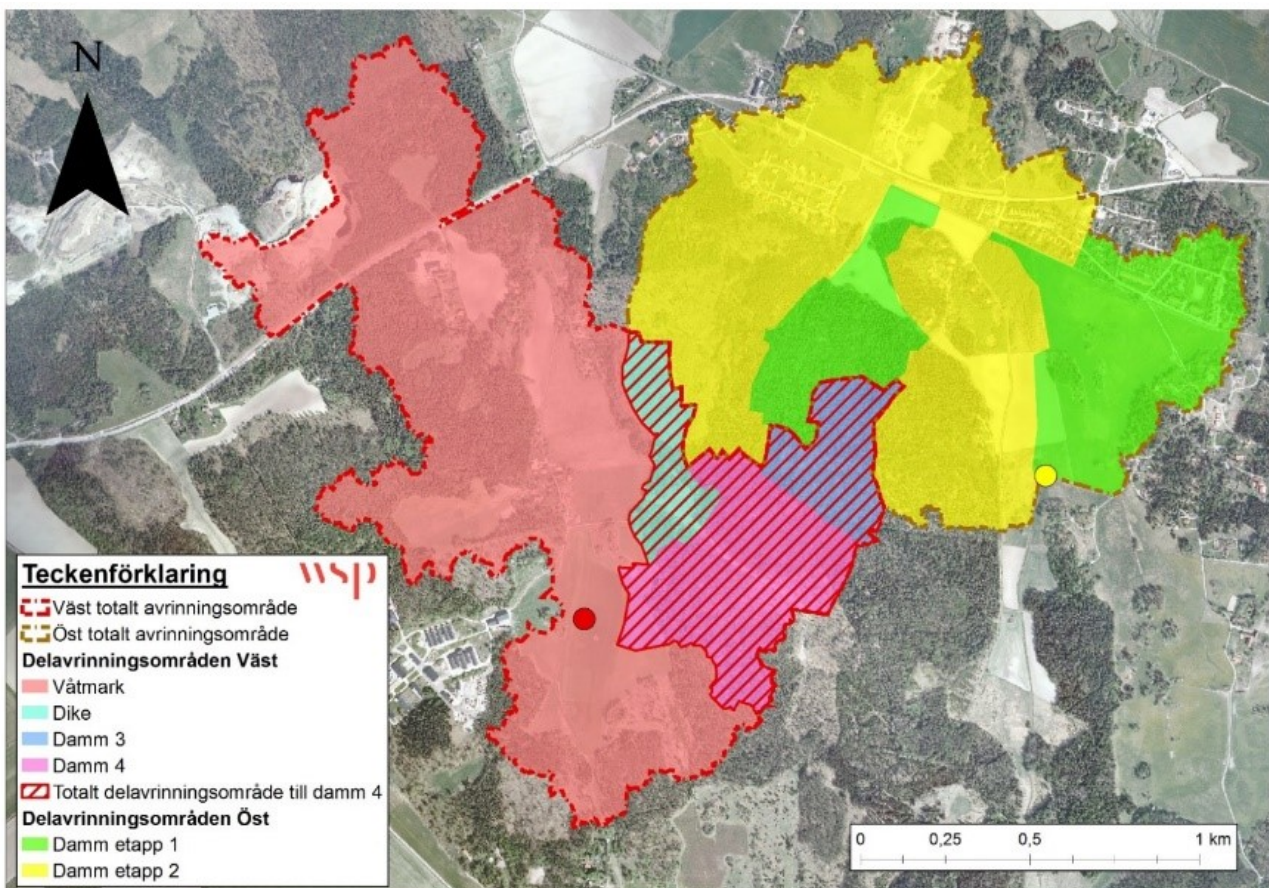 N
Teckenförklaring
wsp
Väst totalt avrinningsområde
Öst totalt avrinningsområde
Delavrinningsområden Väst
Våtmark
Dike
Damm 3
Damm 4
Totalt delavrinningsområde till damm 4
Delavrinningsområden Öst
Damm etapp 1
Damm etapp 2
0 0,25 0,5 1 km